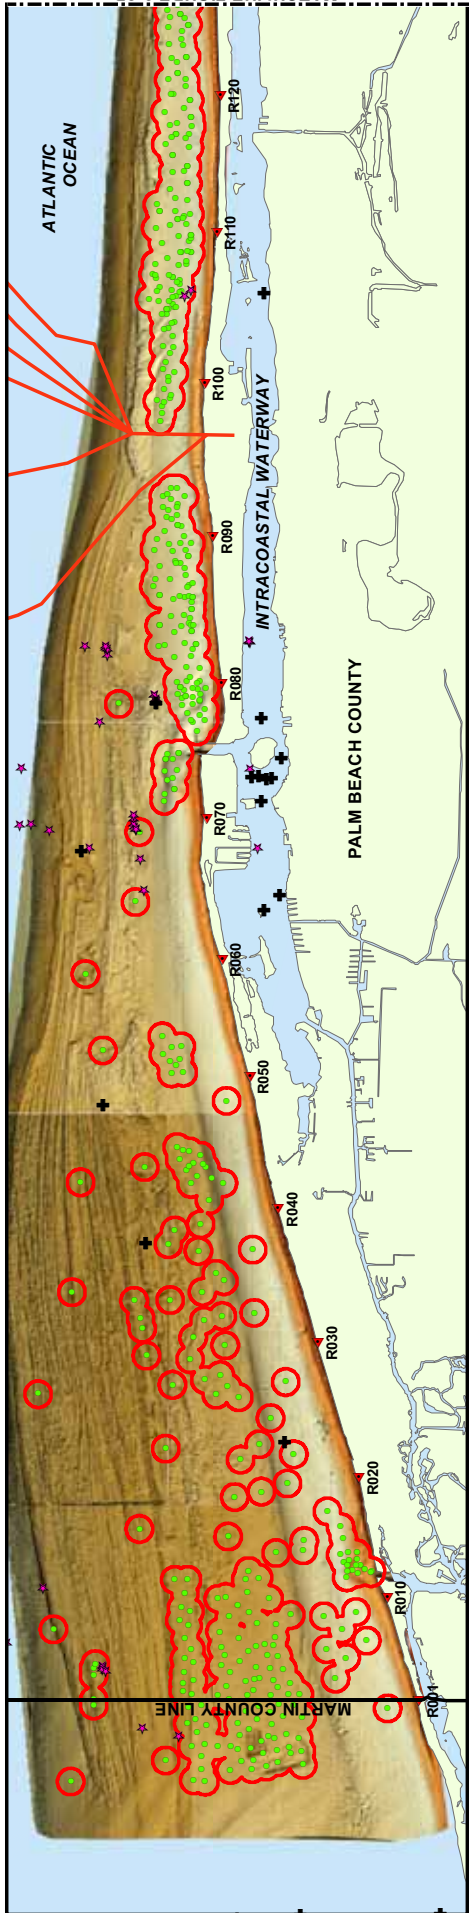 ATLANTIC
OCEAN
R120
R110
R100
INTRACOASTAL WATERWAY
R090
R080
PALM BEACH COUNTY
R070
R060
R050
R040
R030
R020
R010
R001
MARTIN COUNTY LINE